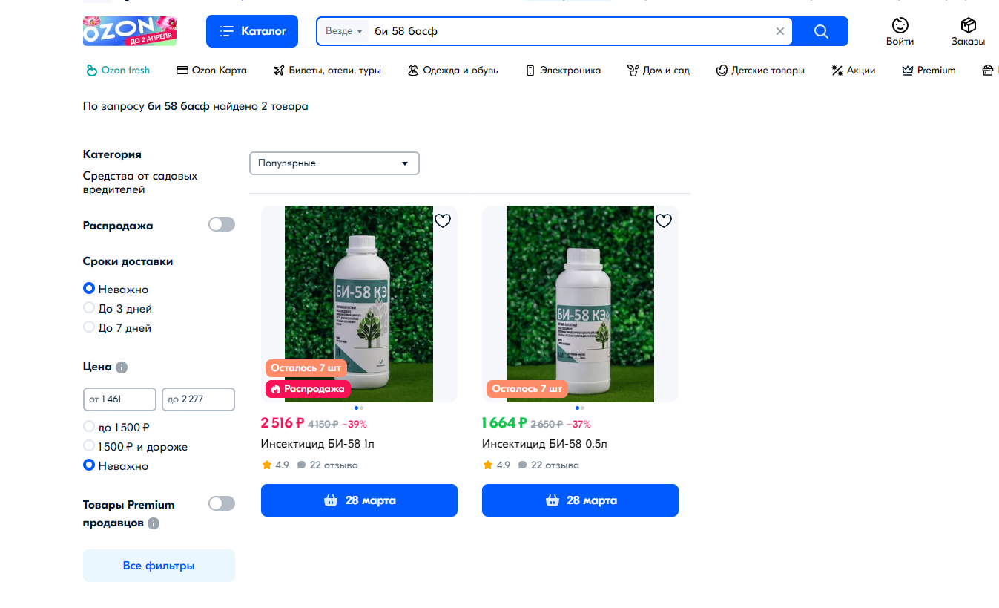 OZON
ДО 2 АПРЕЛЯ
Каталог
Везде
би 58 басф
Войти
Заказы
Ozon fresh
Ozon Карта
Билеты, отели, туры
Одежда и обувь
Электроника
Дом и сад
Детские товары
Акции
Premium
По запросу би 58 басф найдено 2 товара
Категория
Средства от садовых
вредителей
Распродажа
Сроки доставки
Неважно
До 3 дней
До 7 дней
Цена
от 1 461
до 2 277
до 1 500 ₽
1 500 ₽ и дороже
Неважно
Товары Premium
продавцов
Все фильтры
Популярные
БИ-58 КЭ
Осталось 7 шт
Распродажа
2 516 ₽ 4 150 ₽ −39%
Инсектицид БИ-58 1л
4.9 22 отзыва
28 марта
БИ-58 КЭ
Осталось 7 шт
1 664 ₽ 2 650 ₽ −37%
Инсектицид БИ-58 0,5л
4.9 22 отзыва
28 марта